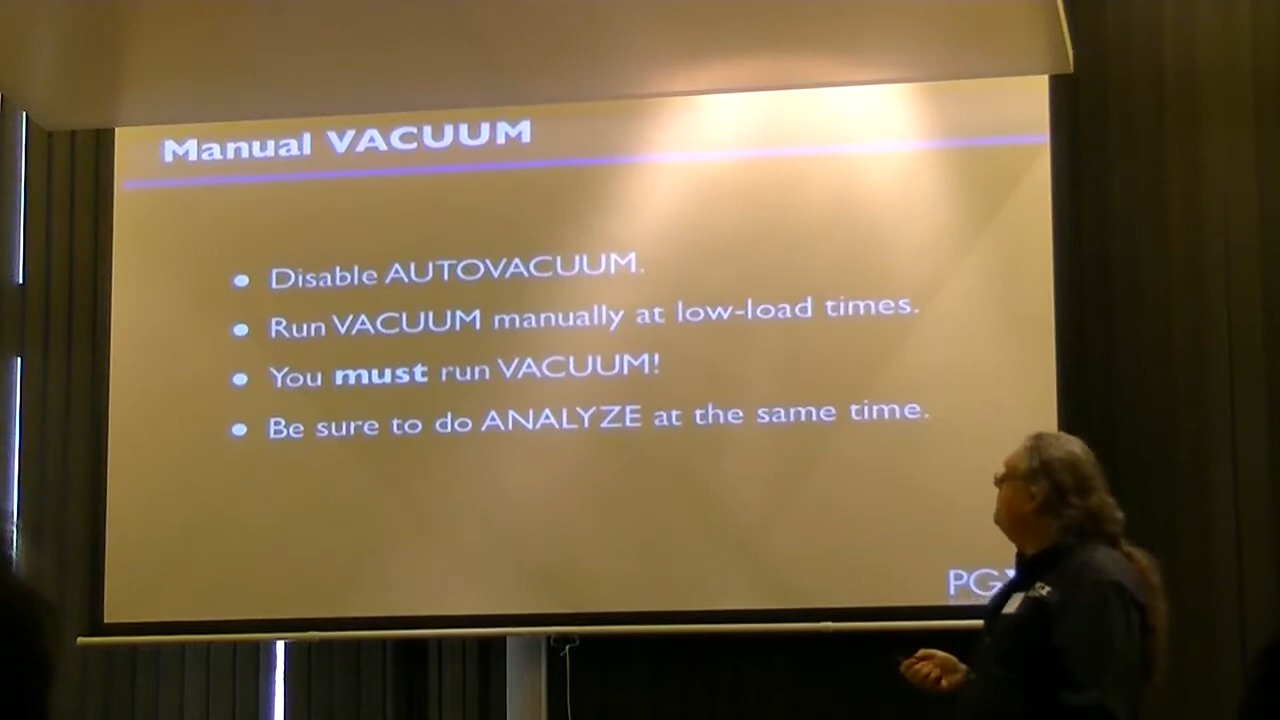 Manual VACUUM
• Disable AUTOVACUUM.
• Run VACUUM manually at low-load times.
• You must run VACUUM!
• Be sure to do ANALYZE at the same time.
PG